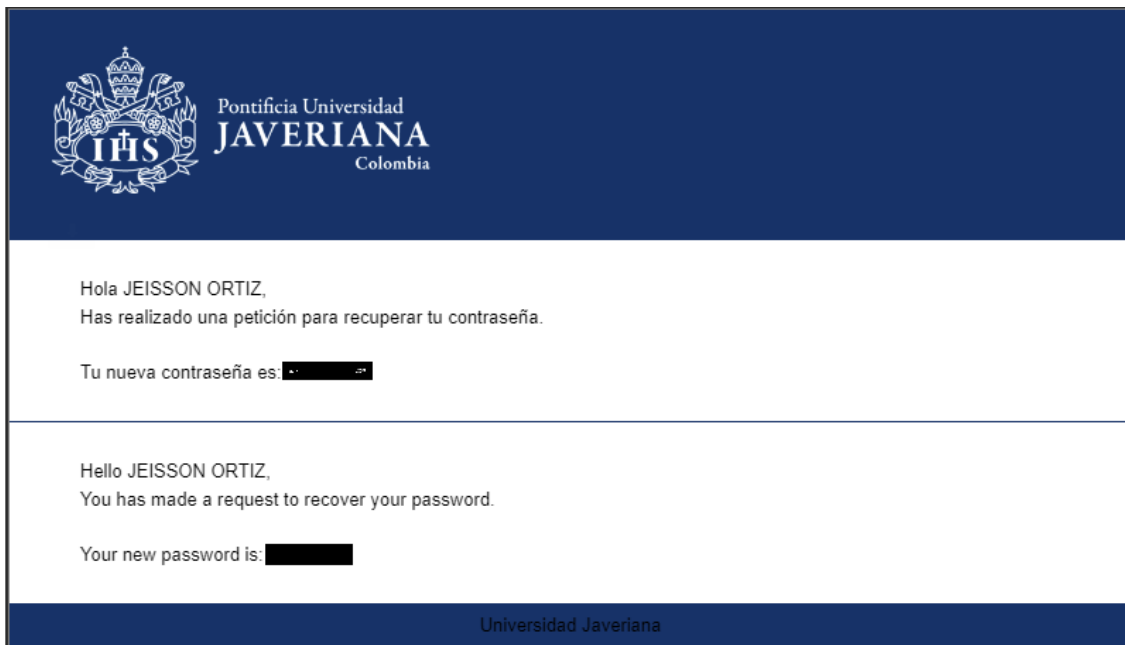 IHS
Pontificia Universidad
JAVERIANA
Colombia
Hola JEISSON ORTIZ,
Has realizado una petición para recuperar tu contraseña.
Tu nueva contraseña es:
Hello JEISSON ORTIZ,
You has made a request to recover your password.
Your new password is:
Universidad Javeriana